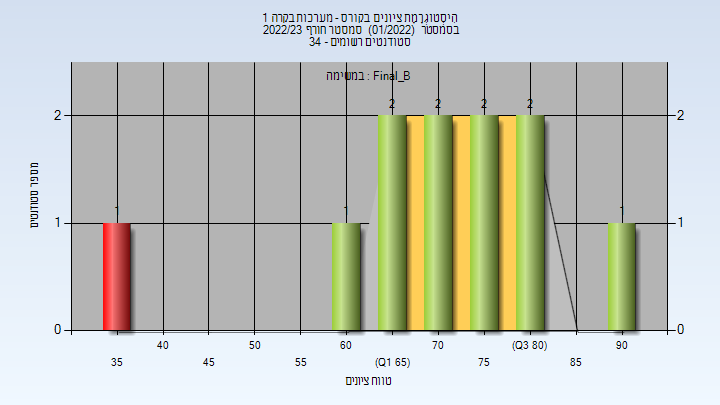 היסטוגרמת ציונים בקורס - מערכות בקרה 1
בסמסטר (01/2022) סמסטר חורף 2022/23
סטודנטים רשומים - 34
במשימה : Final_B
2 2 2 2
2 2
1 1 1
1 1
0 0
מספר סטודנטים
40 50 60 70 (Q3 80) 90
35 45 55 (Q1 65) 75 85
טווח ציונים